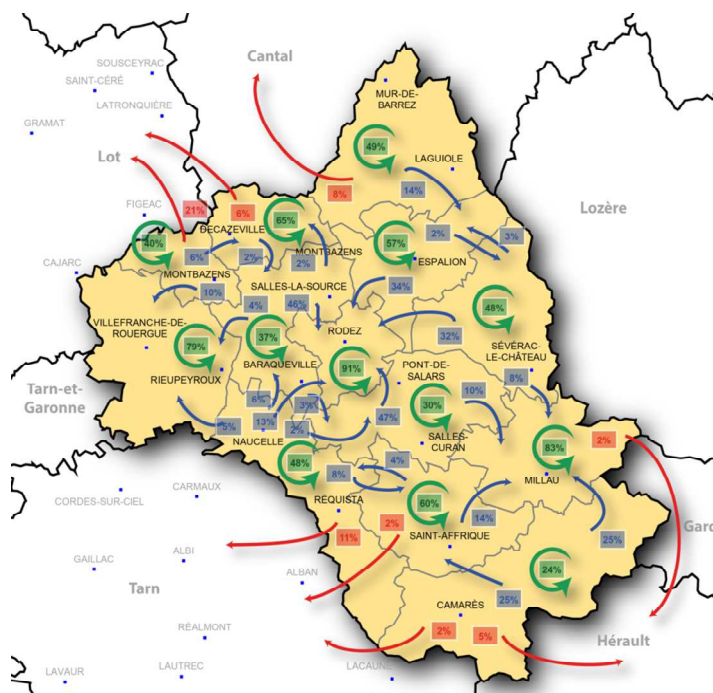 Cantal
SOUSCEYRAC
SAINT-CÉRÉ
MUR-DE-
BARREZ
LATRONQUIÈRE
GRAMAT
49%
Lot
LAGUIOLE
8%
14%
FIGEAC
21%
6%
65%
Lozère
DECAZEVILLE
40%
57%
2%
3%
6%
2%
MONTBAZENS
2%
ESPALION
CAJARC
MONTBAZENS
SALLES-LA-SOURCE
34%
10%
4%
46%
48%
VILLEFRANCHE-DE-
ROUERGUE
RODEZ
37%
32%
79%
SÉVÉRAC
-LE-CHÂTEAU
BARAQUEVILLE
91%
PONT-DE-
SALARS
RIEUPEYROUX
8%
Tarn-et-
Garonne
10%
6%
3%
30%
47%
5%
13%
2%
NAUCELLE
SALLES-
CURAN
83%
2%
48%
4%
8%
MILLAU
CARMAUX
CORDES-SUR-CIEL
RÉQUISTA
60%
2%
14%
Gard
11%
SAINT-AFFRIQUE
25%
ALBI
GAILLAC
24%
ALBAN
Tarn
25%
CAMARÈS
RÉALMONT
2%
5%
Hérault
LAVAUR
LAUTREC
LACAUNE